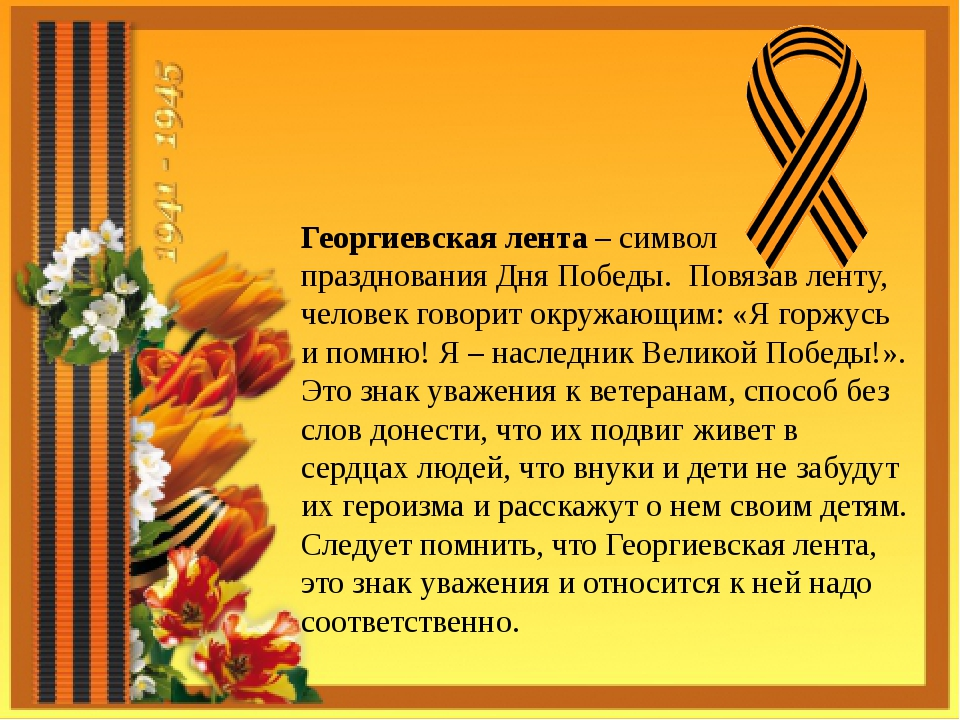 1941 - 1945
Георгиевская лента – символ
празднования Дня Победы.  Повязав ленту,
человек говорит окружающим: «Я горжусь
и помню! Я – наследник Великой Победы!».
Это знак уважения к ветеранам, способ без
слов донести, что их подвиг живет в
сердцах людей, что внуки и дети не забудут
их героизма и расскажут о нем своим детям.
Следует помнить, что Георгиевская лента,
это знак уважения и относится к ней надо
соответственно.